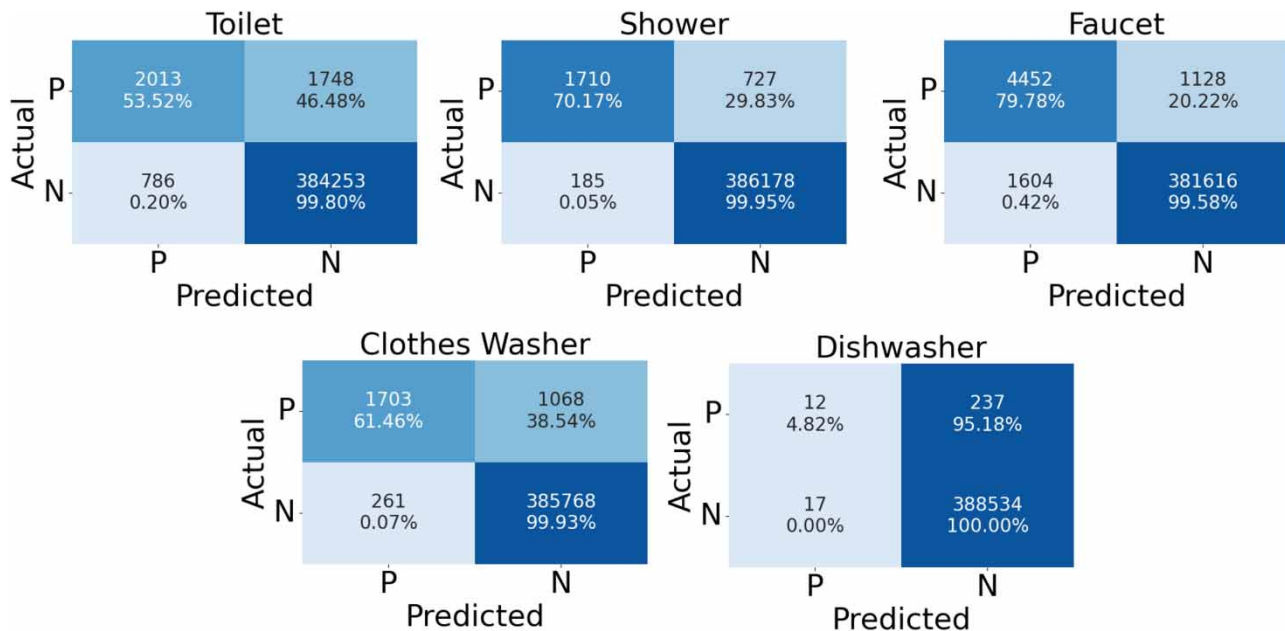 Toilet
Actual
P
2013
53.52%
1748
46.48%
N
786
0.20%
384253
99.80%
P
N
Predicted
Shower
1710
70.17%
727
29.83%
185
0.05%
386178
99.95%
P
N
Predicted
Faucet
Actual
P
4452
79.78%
1128
20.22%
N
1604
0.42%
381616
99.58%
P
N
Predicted
Clothes Washer
Actual
P
1703
61.46%
1068
38.54%
N
261
0.07%
385768
99.93%
P
N
Predicted
Dishwasher
Actual
P
12
4.82%
237
95.18%
N
17
0.00%
388534
100.00%
P
N
Predicted